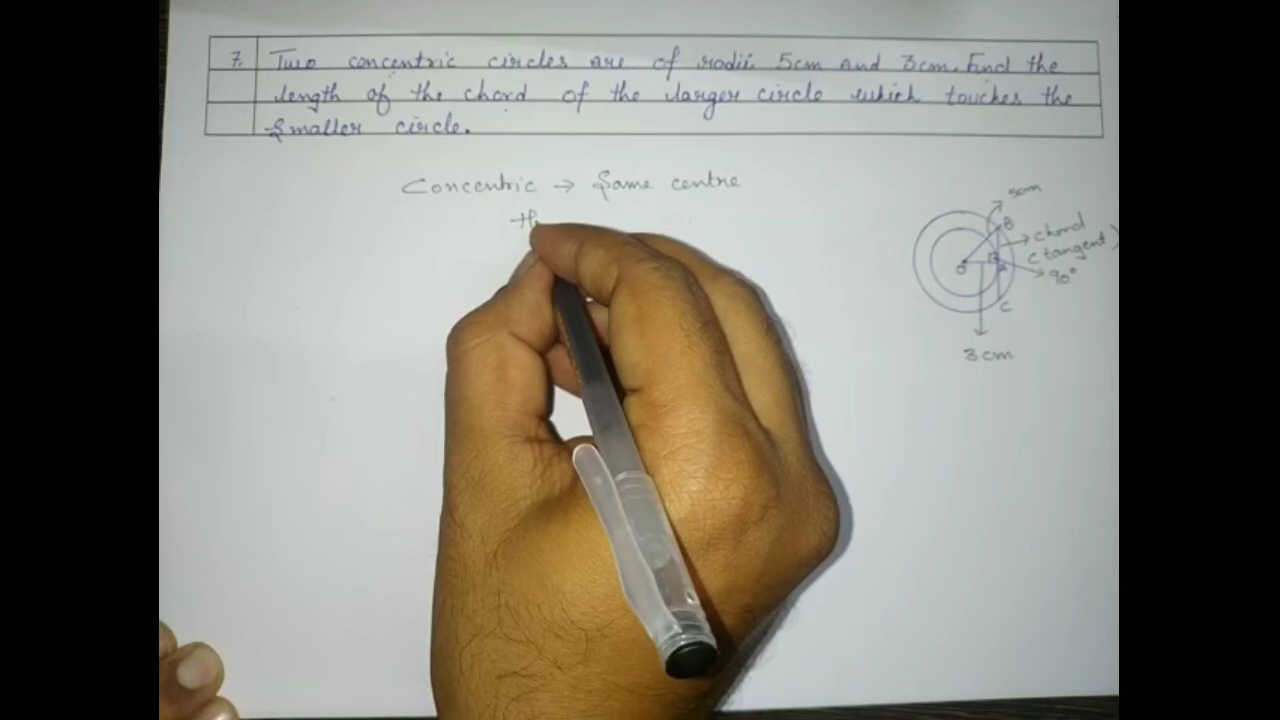 7. Two concentric circles are of radii 5cm and 3cm. Find the
length of the chord of the larger circle which touches the
smaller circle.
Concentric → Same centre
5cm
B
chord
(tangent)
O
A
90°
C
3 cm